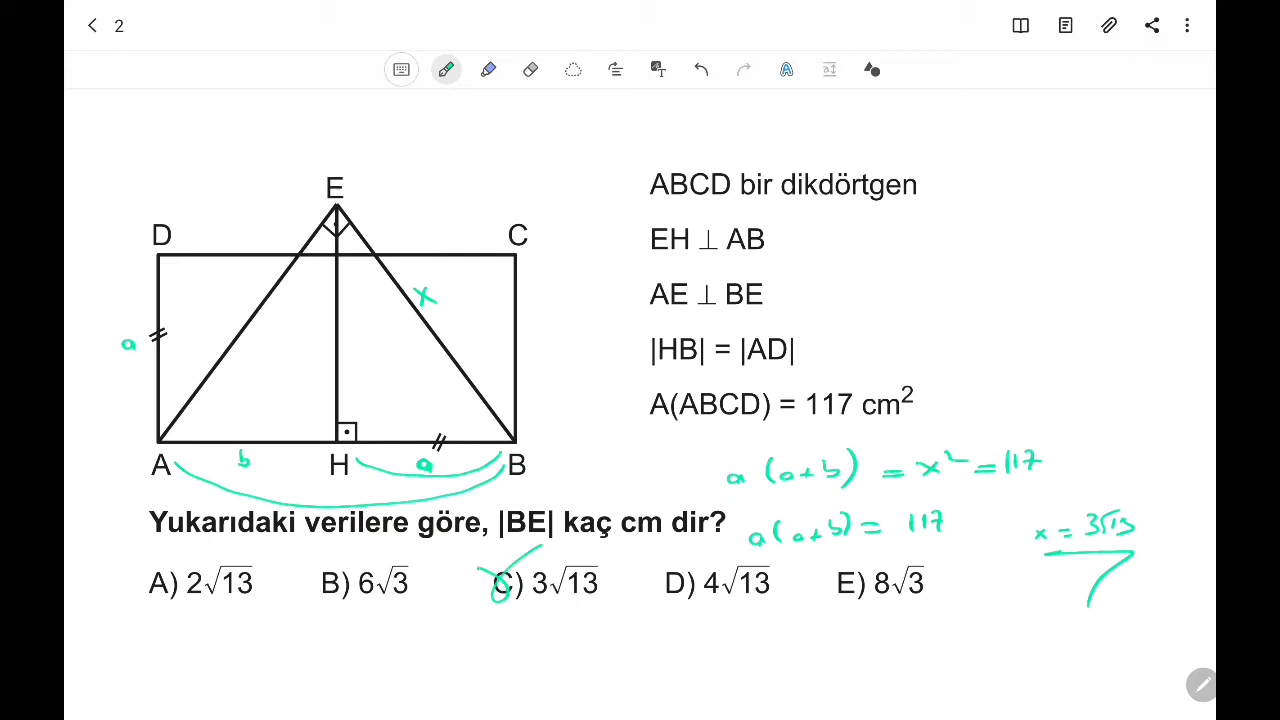 2
E
D
C
x
a
A
b
H
a
B
ABCD bir dikdörtgen
EH ⊥ AB
AE ⊥ BE
|HB| = |AD|
A(ABCD) = 117 cm²
a (a+b) = x² = 117
a(a+b) = 117
x = 3√13
Yukarıdaki verilere göre, |BE| kaç cm dir?
A) 2√13 B) 6√3 C) 3√13 D) 4√13 E) 8√3